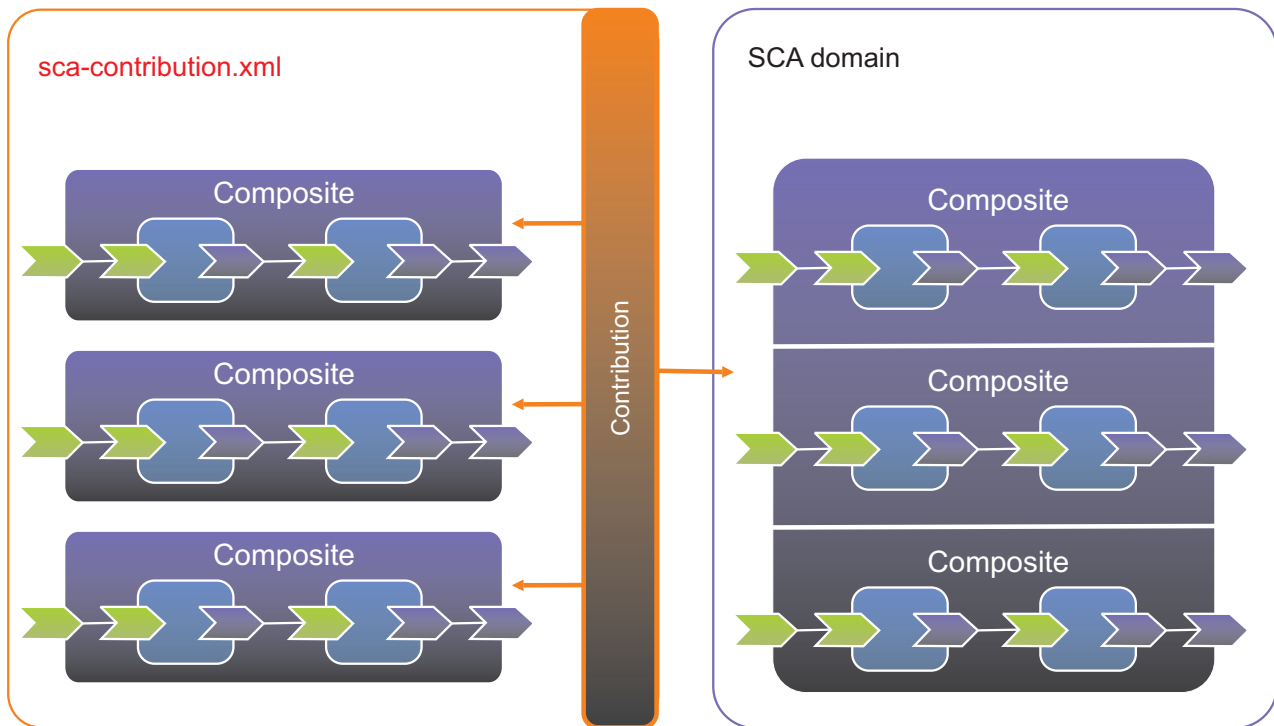 sca-contribution.xml
Composite
Composite
Composite
Contribution
SCA domain
Composite
Composite
Composite